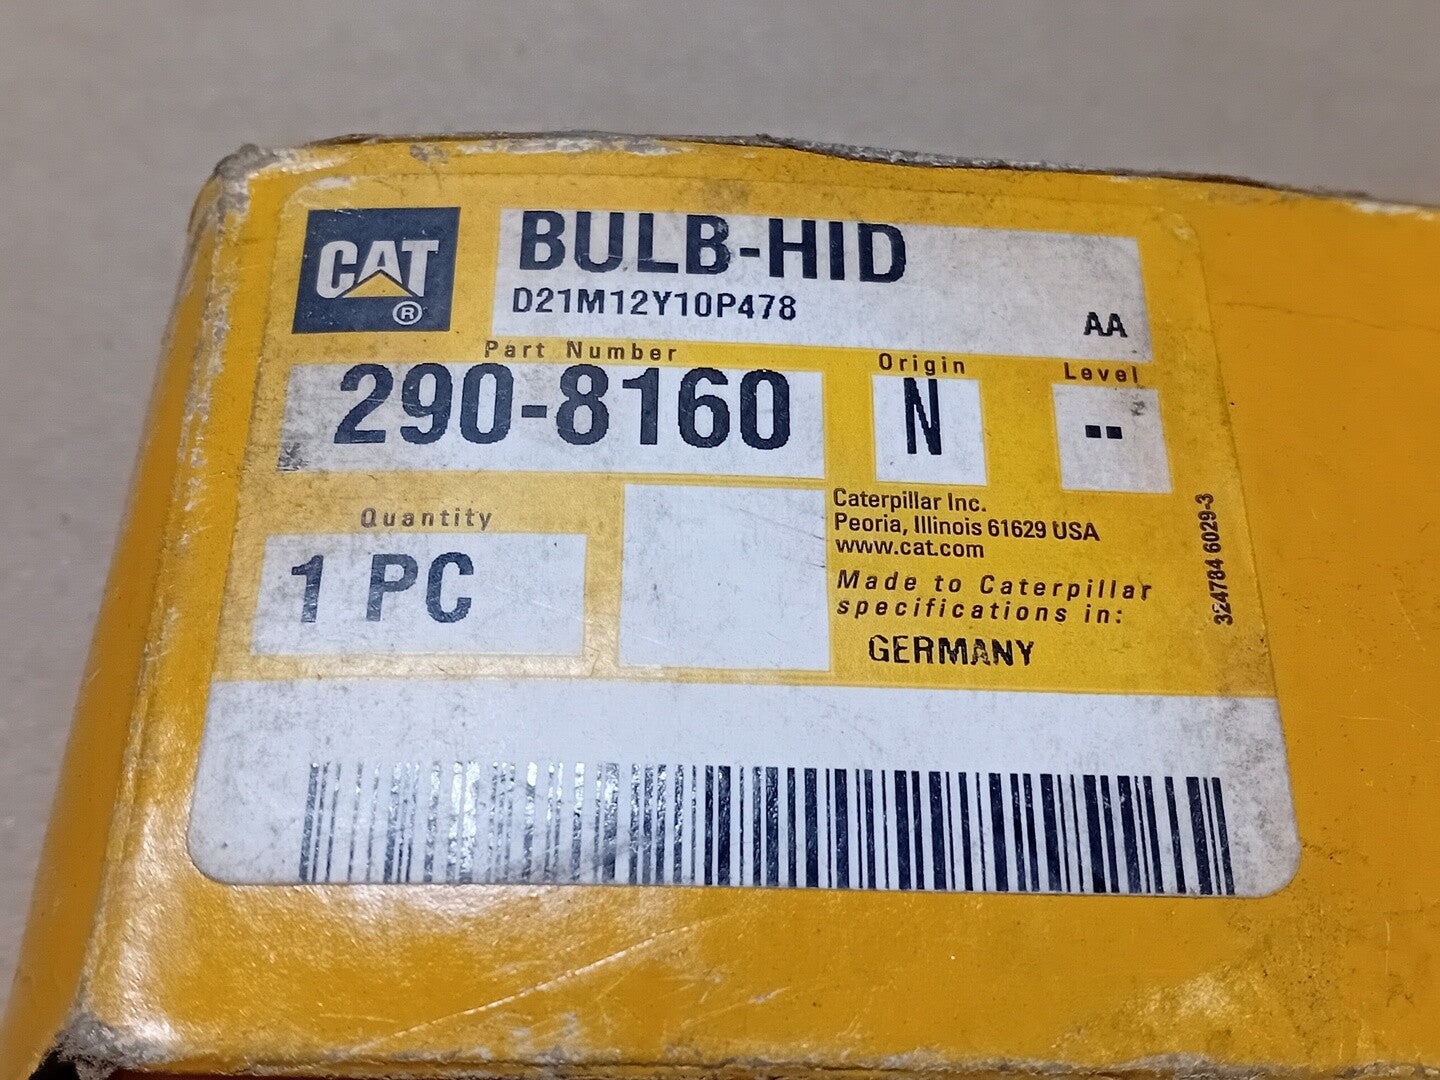 CAT
®
BULB-HID
D21M12Y10P478
AA
Part Number
Origin
Level
290-8160
N
--
Quantity
1 PC
Caterpillar Inc.
Peoria, Illinois 61629 USA
www.cat.com
Made to Caterpillar
specifications in:
GERMANY
324784 6029-3